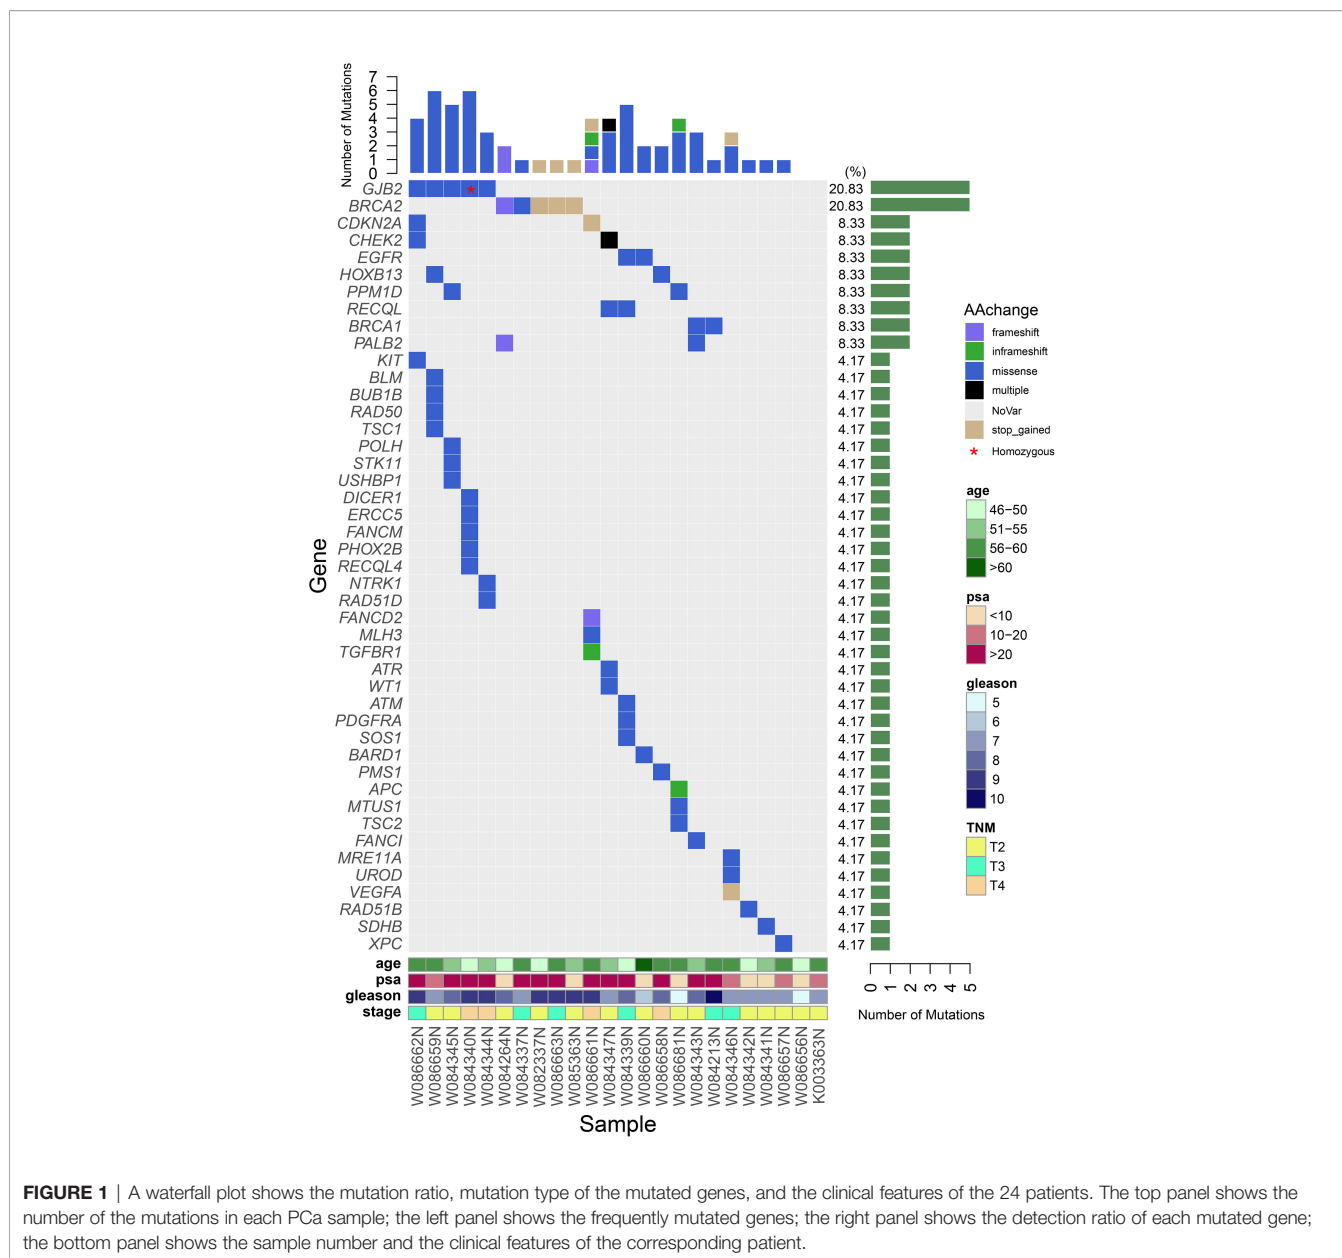 Number of Mutations
7
6
5
4
3
2
1
0
(%)
GJB2 * 20.83
BRCA2 20.83
CDKN2A 8.33
CHEK2 8.33
EGFR 8.33
HOXB13 8.33
PPM1D 8.33
RECQL 8.33
BRCA1 8.33
PALB2 8.33
KIT 4.17
BLM 4.17
BUB1B 4.17
RAD50 4.17
TSC1 4.17
POLH 4.17
STK11 4.17
USHBP1 4.17
DICER1 4.17
ERCC5 4.17
FANCM 4.17
PHOX2B 4.17
RECQL4 4.17
NTRK1 4.17
RAD51D 4.17
FANCD2 4.17
MLH3 4.17
TGFBR1 4.17
ATR 4.17
WT1 4.17
ATM 4.17
PDGFRA 4.17
SOS1 4.17
BARD1 4.17
PMS1 4.17
APC 4.17
MTUS1 4.17
TSC2 4.17
FANCI 4.17
MRE11A 4.17
UROD 4.17
VEGFA 4.17
RAD51B 4.17
SDHB 4.17
XPC 4.17
Gene
age
psa
gleason
stage
W086662N
W086659N
W084345N
W084340N
W084344N
W084264N
W084337N
W082337N
W086663N
W085363N
W086661N
W084347N
W084339N
W086660N
W086658N
W086681N
W084343N
W084213N
W084346N
W084342N
W084341N
W086657N
W086656N
K003363N
Sample
0 1 2 3 4 5
Number of Mutations
AAchange
frameshift
inframeshift
missense
multiple
NoVar
stop_gained
* Homozygous
age
46−50
51−55
56−60
>60
psa
<10
10−20
>20
gleason
5
6
7
8
9
10
TNM
T2
T3
T4
FIGURE 1 | A waterfall plot shows the mutation ratio, mutation type of the mutated genes, and the clinical features of the 24 patients. The top panel shows the
number of the mutations in each PCa sample; the left panel shows the frequently mutated genes; the right panel shows the detection ratio of each mutated gene;
the bottom panel shows the sample number and the clinical features of the corresponding patient.